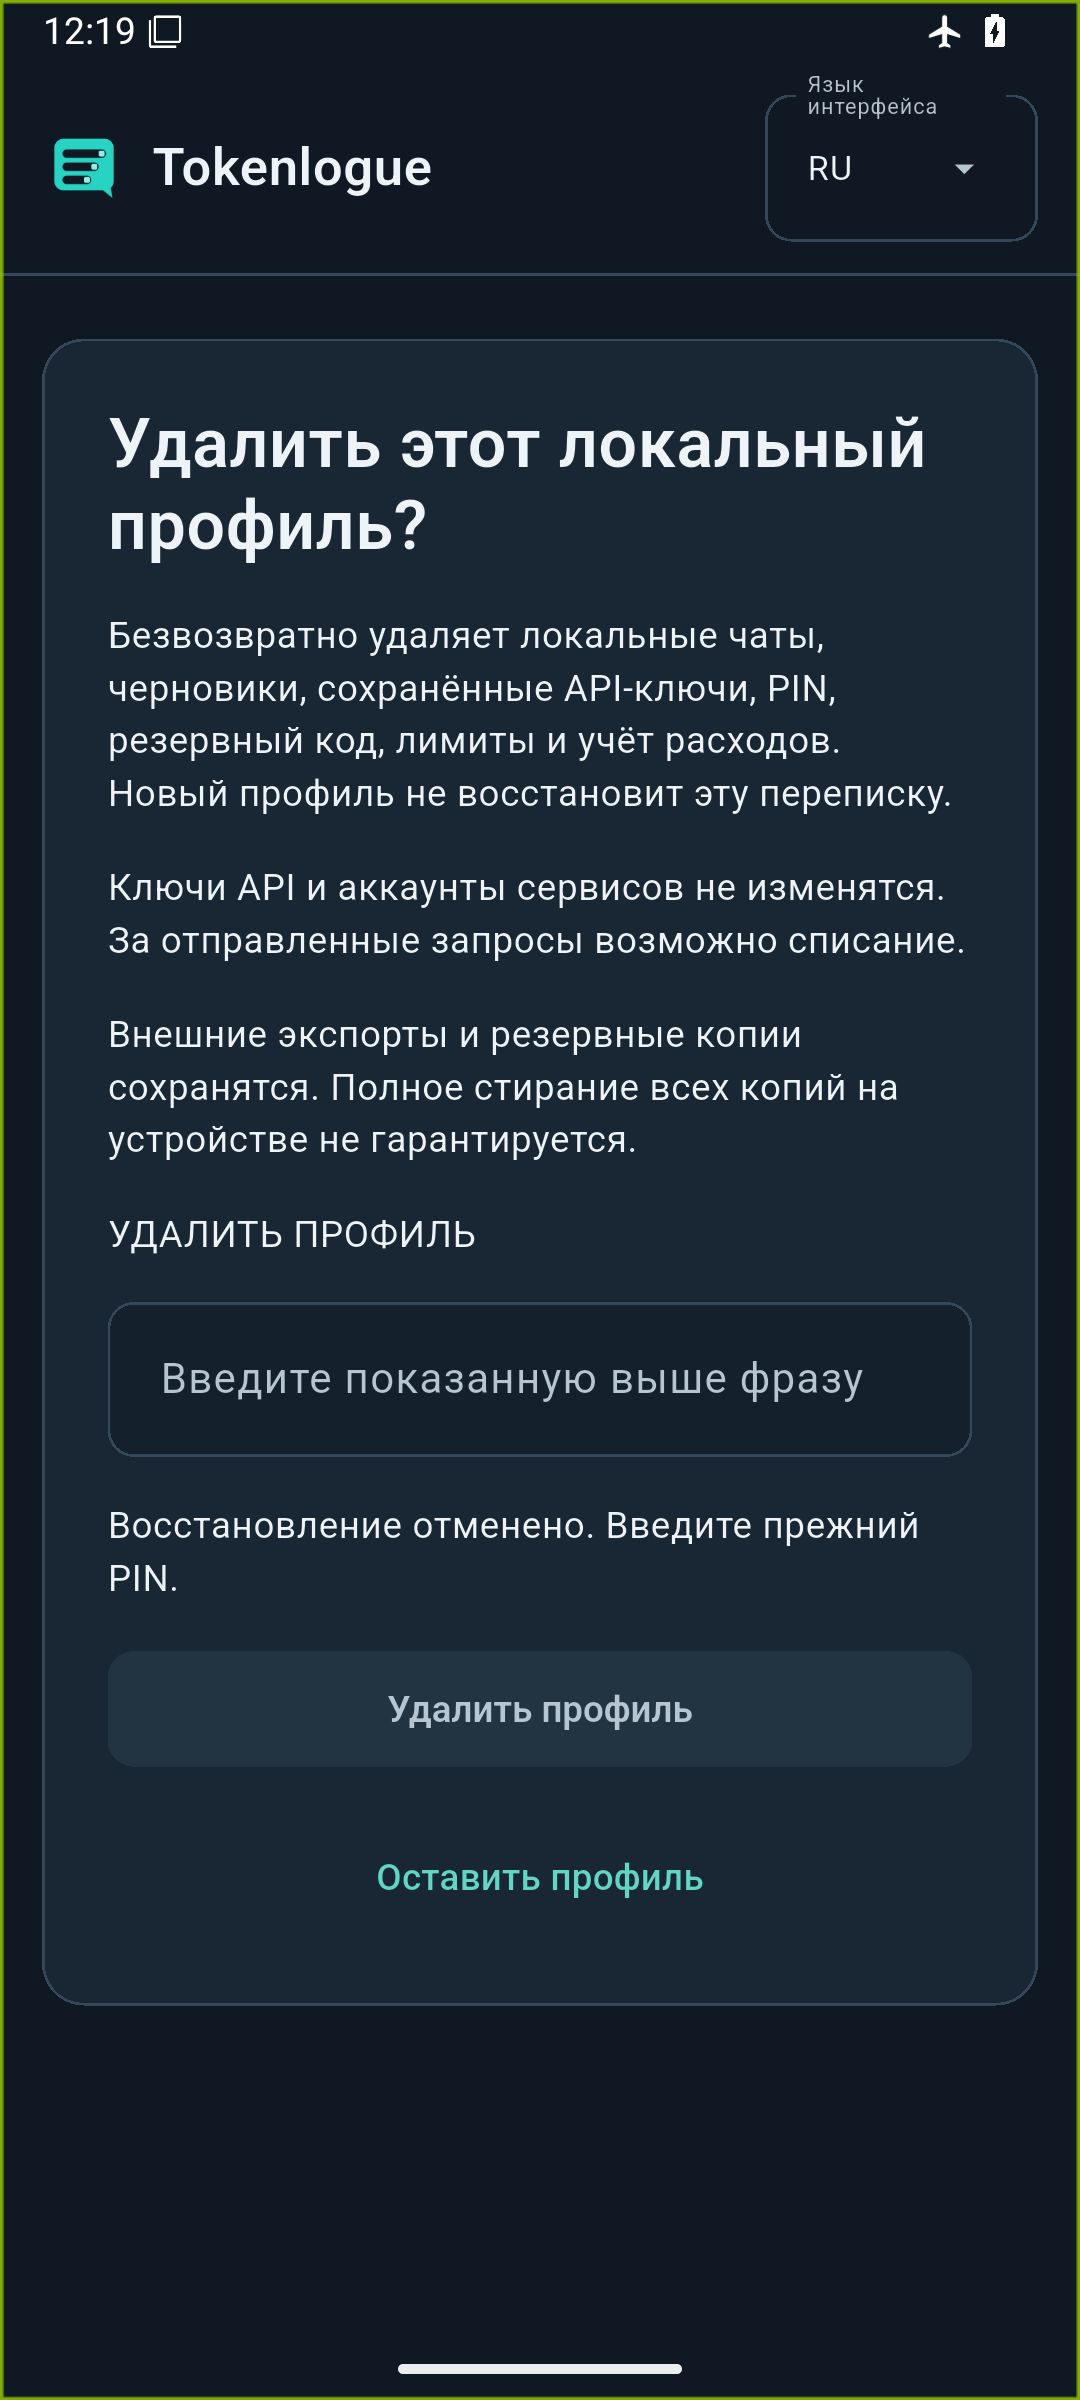 12:19
Язык
интерфейса
Tokenlogue
RU
Удалить этот локальный
профиль?
Безвозвратно удаляет локальные чаты,
черновики, сохранённые API-ключи, PIN,
резервный код, лимиты и учёт расходов.
Новый профиль не восстановит эту переписку.
Ключи API и аккаунты сервисов не изменятся.
За отправленные запросы возможно списание.
Внешние экспорты и резервные копии
сохранятся. Полное стирание всех копий на
устройстве не гарантируется.
УДАЛИТЬ ПРОФИЛЬ
Введите показанную выше фразу
Восстановление отменено. Введите прежний
PIN.
Удалить профиль
Оставить профиль